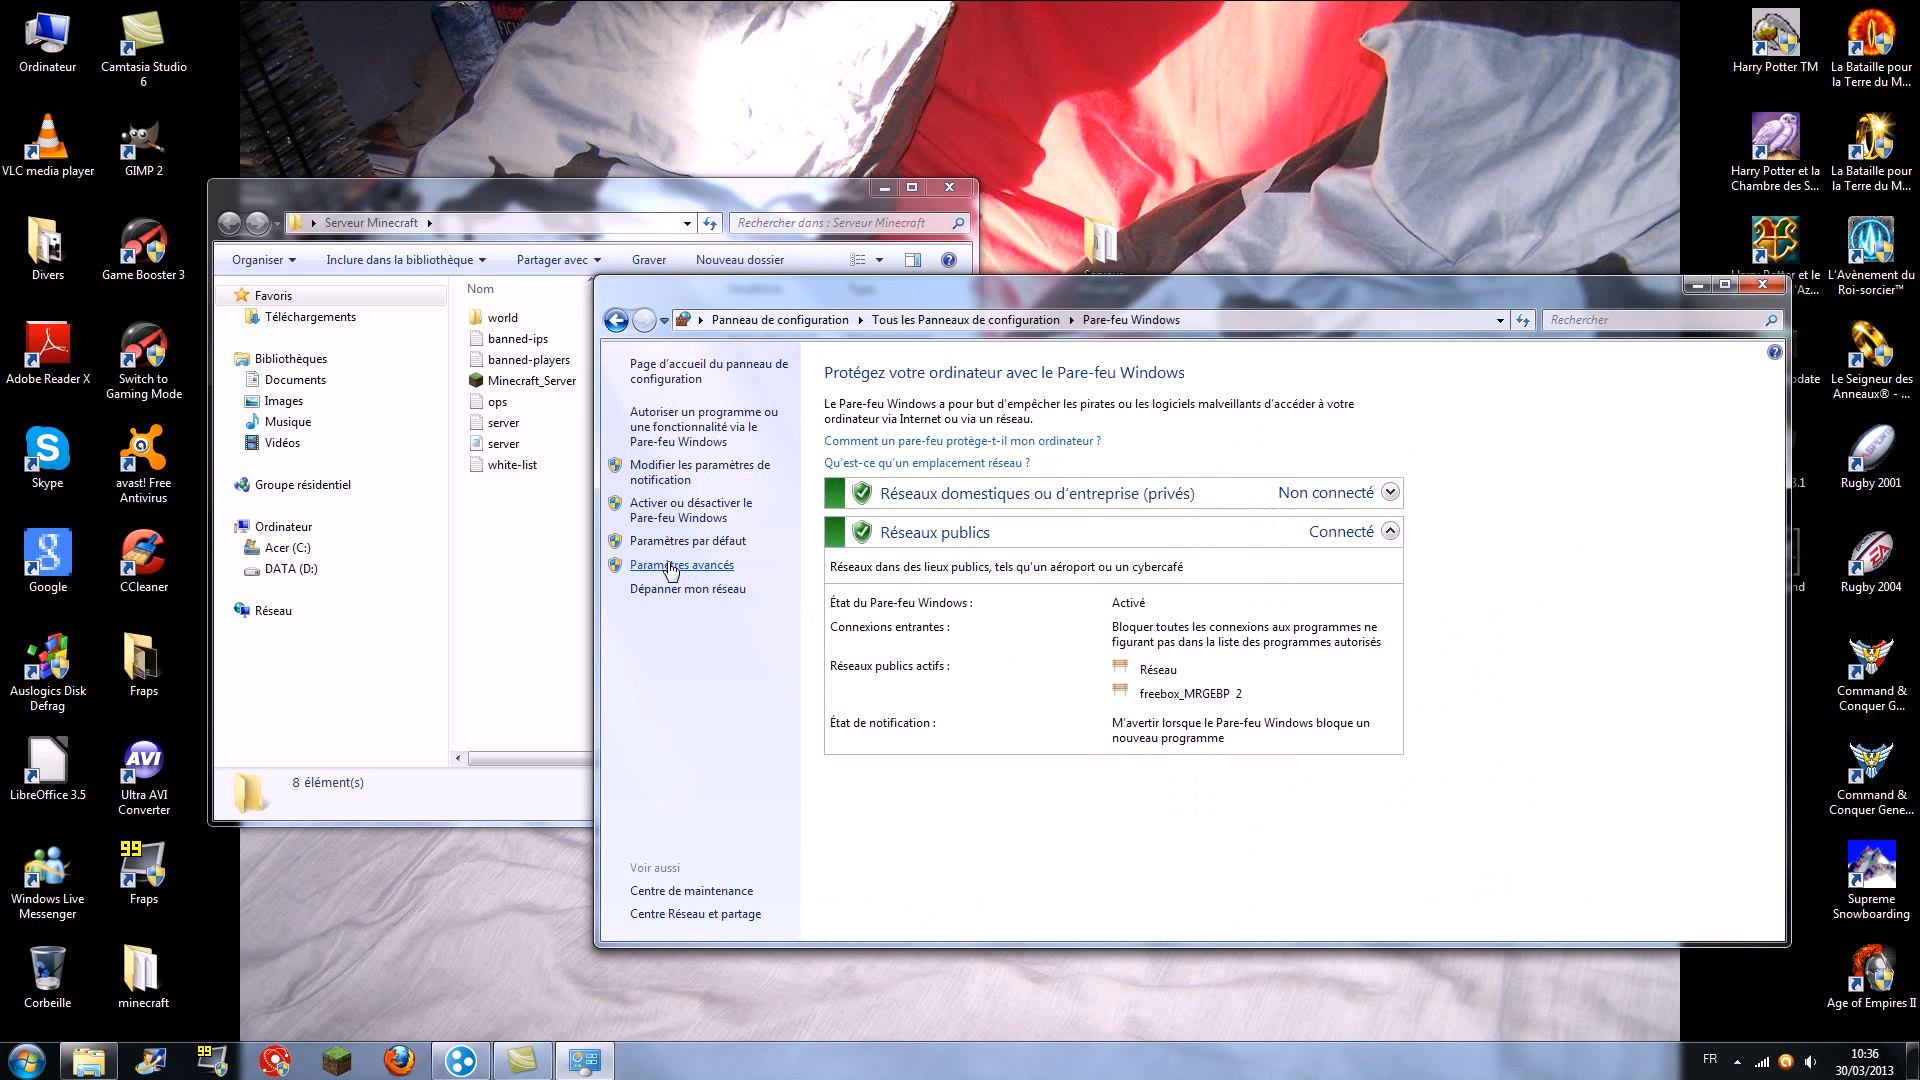 Ordinateur
Camtasia Studio 6
VLC media player
GIMP 2
Divers
Game Booster 3
Adobe Reader X
Switch to Gaming Mode
Skype
avast! Free Antivirus
Google
CCleaner
Auslogics Disk Defrag
Fraps
LibreOffice 3.5
AVI
Ultra AVI Converter
Windows Live Messenger
99
Fraps
Corbeille
minecraft
Serveur Minecraft
Rechercher dans : Serveur Minecraft
Organiser
Inclure dans la bibliothèque
Partager avec
Graver
Nouveau dossier
Favoris
Téléchargements
Bibliothèques
Documents
Images
Musique
Vidéos
Groupe résidentiel
Ordinateur
Acer (C:)
DATA (D:)
Réseau
Nom
world
banned-ips
banned-players
Minecraft_Server
ops
server
server
white-list
8 élément(s)
Panneau de configuration
Tous les Panneaux de configuration
Pare-feu Windows
Rechercher
Page d'accueil du panneau de
configuration
Autoriser un programme ou
une fonctionnalité via le
Pare-feu Windows
Modifier les paramètres de
notification
Activer ou désactiver le
Pare-feu Windows
Paramètres par défaut
Paramètres avancés
Dépanner mon réseau
Voir aussi
Centre de maintenance
Centre Réseau et partage
Protégez votre ordinateur avec le Pare-feu Windows
Le Pare-feu Windows a pour but d'empêcher les pirates ou les logiciels malveillants d'accéder à votre
ordinateur via Internet ou via un réseau.
Comment un pare-feu protège-t-il mon ordinateur ?
Qu'est-ce qu'un emplacement réseau ?
Réseaux domestiques ou d'entreprise (privés)
Non connecté
Réseaux publics
Connecté
Réseaux dans des lieux publics, tels qu'un aéroport ou un cybercafé
État du Pare-feu Windows :
Activé
Connexions entrantes :
Bloquer toutes les connexions aux programmes ne
figurant pas dans la liste des programmes autorisés
Réseaux publics actifs :
Réseau
freebox_MRGEBP 2
État de notification :
M'avertir lorsque le Pare-feu Windows bloque un
nouveau programme
Harry Potter TM
La Bataille pour la Terre du M...
Harry Potter et la Chambre des S...
La Bataille pour la Terre du M...
L'Avènement du Roi-sorcier™
Le Seigneur des Anneaux® - ...
Rugby 2001
Rugby 2004
Command & Conquer G...
Command & Conquer Gene...
Supreme Snowboarding
Age of Empires II
99
FR
10:36
30/03/2013